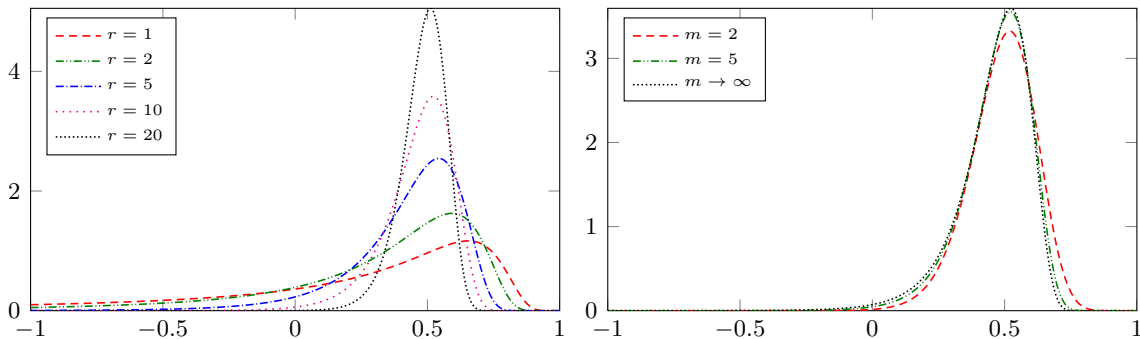 4
2
0
r = 1
r = 2
r = 5
r = 10
r = 20
−1 −0.5 0 0.5 1
3
2
1
0
m = 2
m = 5
m → ∞
−1 −0.5 0 0.5 1